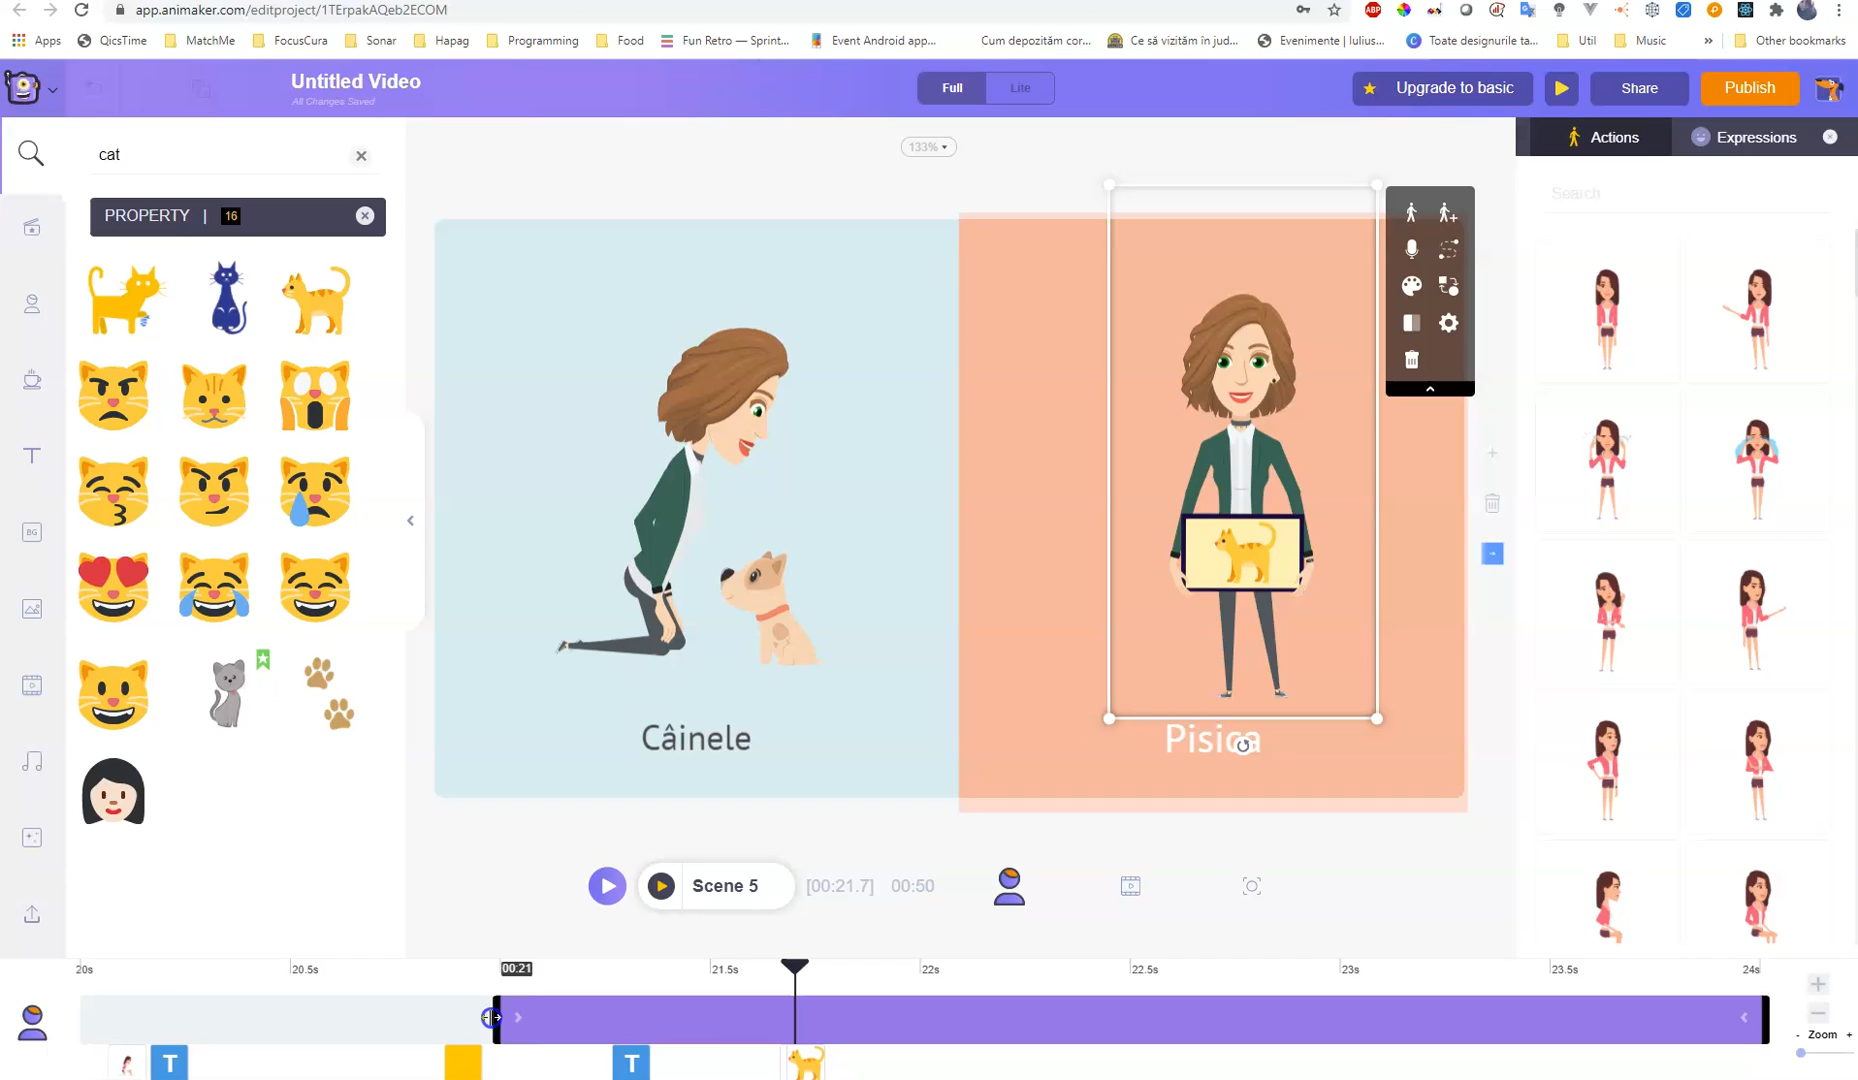 app.animaker.com/editproject/1TErpakAQeb2ECOM
ABP
Apps
QicsTime
MatchMe
FocusCura
Sonar
Hapag
Programming
Food
Fun Retro — Sprint...
Event Android app...
Cum depozităm cor...
Ce să vizităm în jud...
Evenimente | Iulius...
Toate designurile ta...
Util
Music
»
Other bookmarks
Untitled Video
All Changes Saved
Full
Lite
Upgrade to basic
Share
Publish
cat
PROPERTY | 16
133%
Actions
Expressions
Search
T
BG
Câinele
Pisica
Scene 5
[00:21.7]
00:50
20s
20.5s
00:21
21.5s
22s
22.5s
23s
23.5s
24s
- Zoom +
T
T